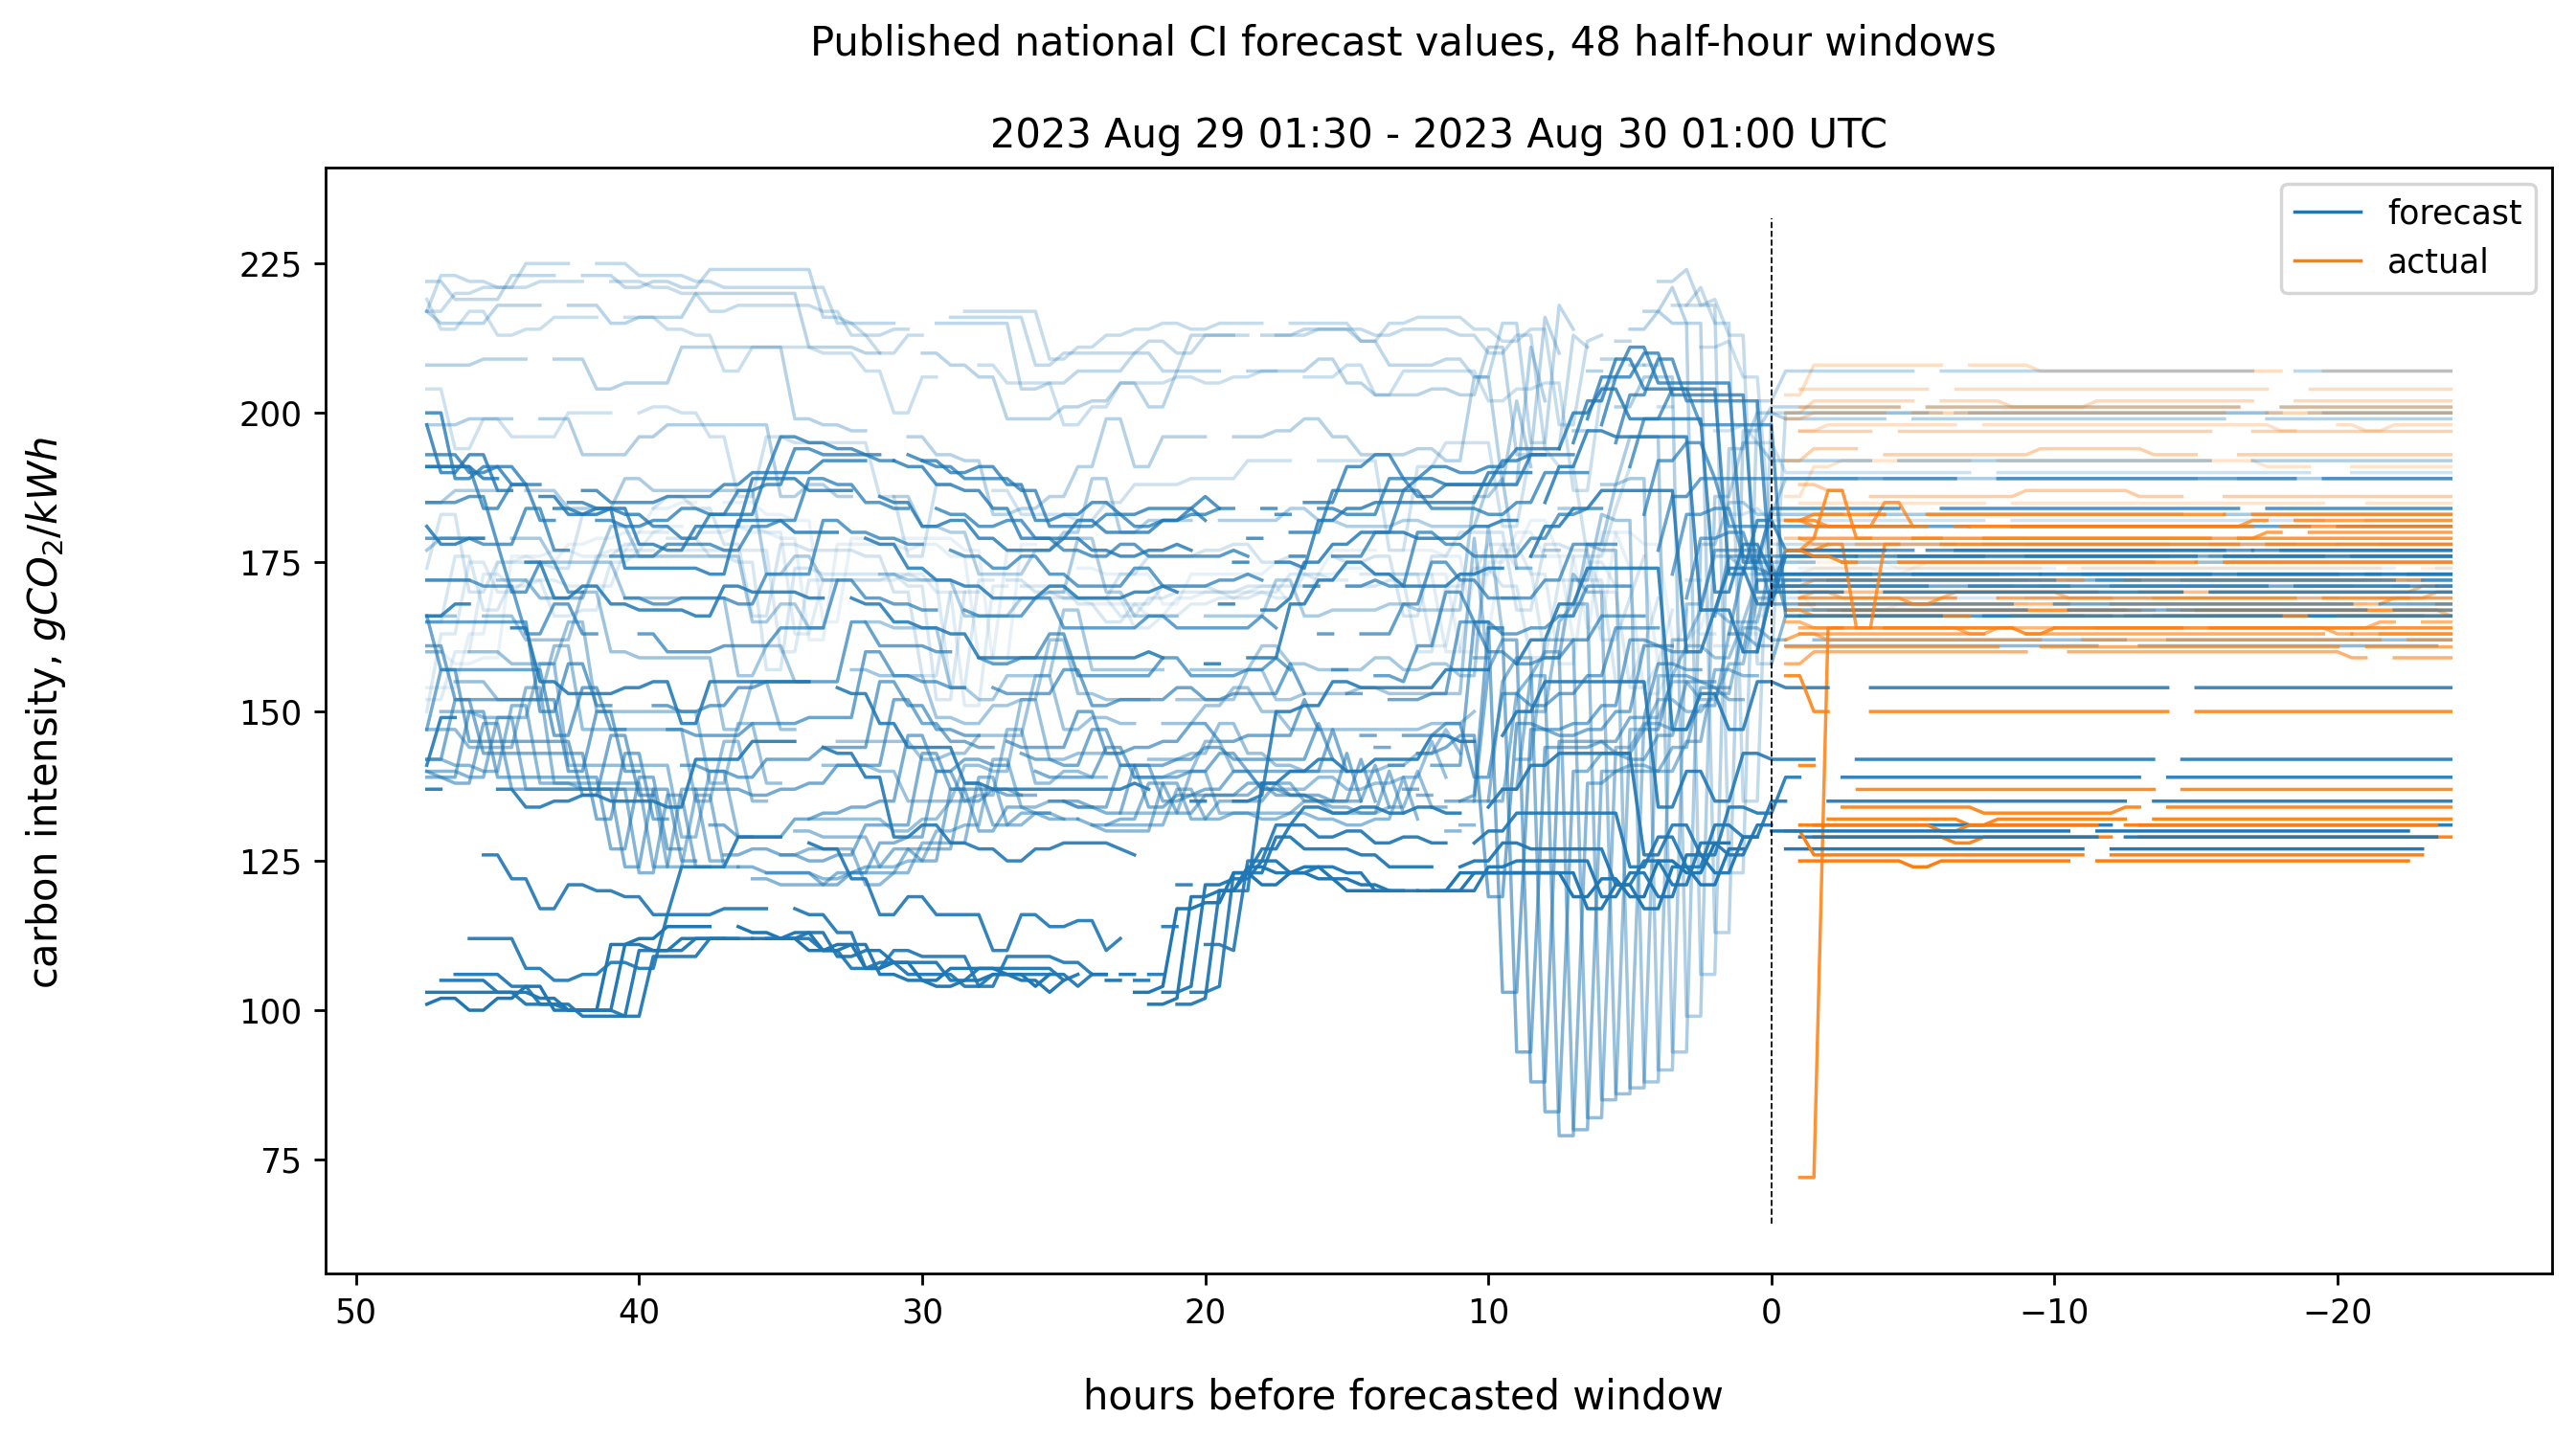 Published national CI forecast values, 48 half-hour windows
2023 Aug 29 01:30 - 2023 Aug 30 01:00 UTC
forecast
actual
carbon intensity, gCO₂/kWh
225
200
175
150
125
100
75
50 40 30 20 10 0 −10 −20
hours before forecasted window